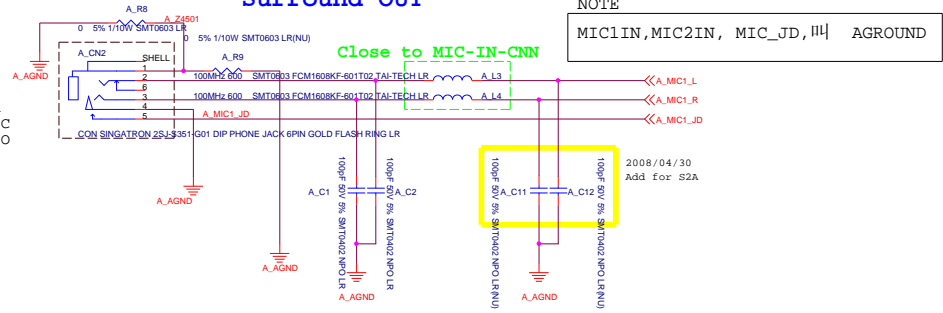 Surround Out
NOTE
MIC1IN,MIC2IN, MIC_JD,叫 AGROUND
A_R8
A_Z4501
0 5% 1/10W SMT0603 LR
0 5% 1/10W SMT0603 LR(NU)
A_CN2
SHELL
A_R9
Close to MIC-IN-CNN
A_AGND
1
2
100MHz 600 SMT0603 FCM1608KF-601T02 TAI-TECH LR
A_L3
A_MIC1_L
6
3
100MHz 600 SMT0603 FCM1608KF-601T02 TAI-TECH LR
A_L4
A_MIC1_R
4
5
A_MIC1_JD
A_MIC1_JD
C
O
CON SINGATRON 2SJ-S351-G01 DIP PHONE JACK 6PIN GOLD FLASH RING LR
2008/04/30
Add for S2A
A_C1
100pF 50V 5% SMT0402 NPO LR
A_C2
100pF 50V 5% SMT0402 NPO LR
A_C11
100pF 50V 5% SMT0402 NPO LR(NU)
A_C12
100pF 50V 5% SMT0402 NPO LR(NU)
A_AGND
A_AGND
A_AGND
A_AGND